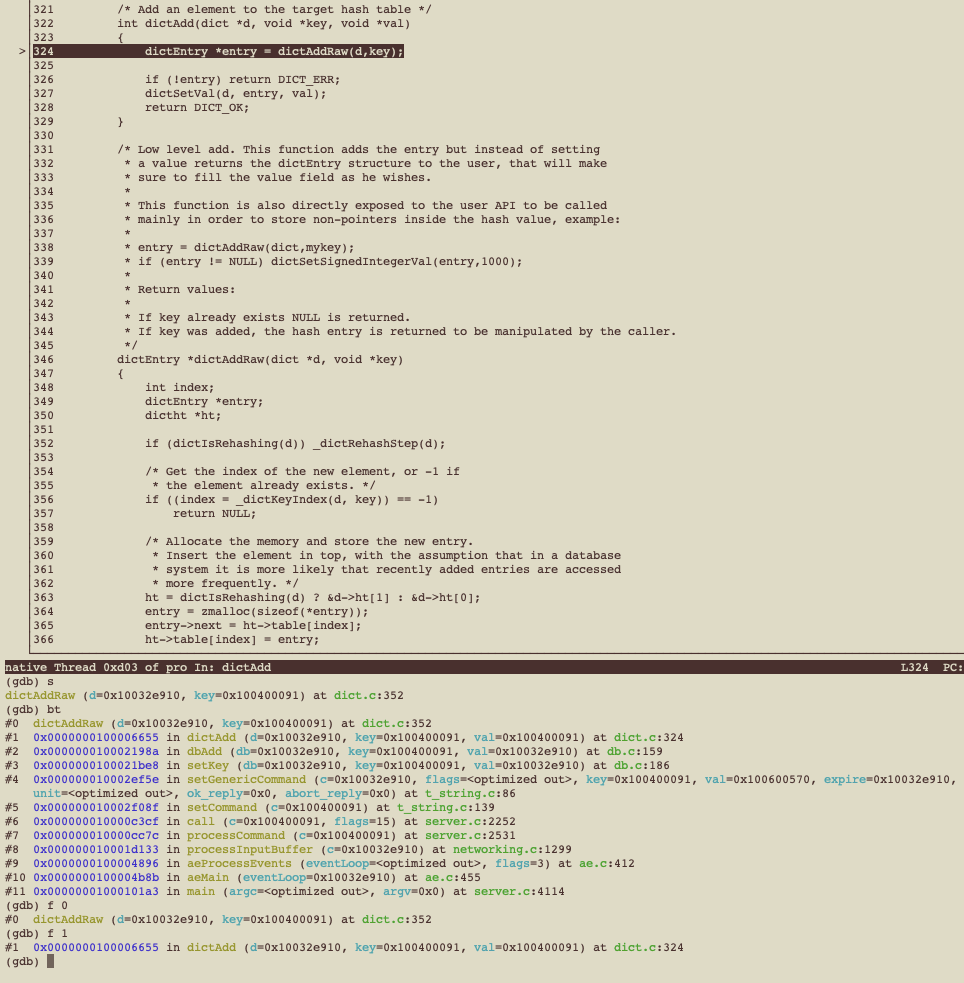 321         /* Add an element to the target hash table */
322         int dictAdd(dict *d, void *key, void *val)
323         {
> 324             dictEntry *entry = dictAddRaw(d,key);
325
326             if (!entry) return DICT_ERR;
327             dictSetVal(d, entry, val);
328             return DICT_OK;
329         }
330
331         /* Low level add. This function adds the entry but instead of setting
332          * a value returns the dictEntry structure to the user, that will make
333          * sure to fill the value field as he wishes.
334          *
335          * This function is also directly exposed to the user API to be called
336          * mainly in order to store non-pointers inside the hash value, example:
337          *
338          * entry = dictAddRaw(dict,mykey);
339          * if (entry != NULL) dictSetSignedIntegerVal(entry,1000);
340          *
341          * Return values:
342          *
343          * If key already exists NULL is returned.
344          * If key was added, the hash entry is returned to be manipulated by the caller.
345          */
346         dictEntry *dictAddRaw(dict *d, void *key)
347         {
348             int index;
349             dictEntry *entry;
350             dictht *ht;
351
352             if (dictIsRehashing(d)) _dictRehashStep(d);
353
354             /* Get the index of the new element, or -1 if
355              * the element already exists. */
356             if ((index = _dictKeyIndex(d, key)) == -1)
357                 return NULL;
358
359             /* Allocate the memory and store the new entry.
360              * Insert the element in top, with the assumption that in a database
361              * system it is more likely that recently added entries are accessed
362              * more frequently. */
363             ht = dictIsRehashing(d) ? &d->ht[1] : &d->ht[0];
364             entry = zmalloc(sizeof(*entry));
365             entry->next = ht->table[index];
366             ht->table[index] = entry;
native Thread 0xd03 of pro In: dictAdd L324 PC:
(gdb) s
dictAddRaw (d=0x10032e910, key=0x100400091) at dict.c:352
(gdb) bt
#0  dictAddRaw (d=0x10032e910, key=0x100400091) at dict.c:352
#1  0x0000000100006655 in dictAdd (d=0x10032e910, key=0x100400091, val=0x100400091) at dict.c:324
#2  0x000000010002198a in dbAdd (db=0x10032e910, key=0x100400091, val=0x10032e910) at db.c:159
#3  0x0000000100021be8 in setKey (db=0x10032e910, key=0x100400091, val=0x10032e910) at db.c:186
#4  0x000000010002ef5e in setGenericCommand (c=0x10032e910, flags=<optimized out>, key=0x100400091, val=0x100600570, expire=0x10032e910,
    unit=<optimized out>, ok_reply=0x0, abort_reply=0x0) at t_string.c:86
#5  0x000000010002f08f in setCommand (c=0x100400091) at t_string.c:139
#6  0x000000010000c3cf in call (c=0x100400091, flags=15) at server.c:2252
#7  0x000000010000cc7c in processCommand (c=0x10032e910) at server.c:2531
#8  0x000000010001d133 in processInputBuffer (c=0x10032e910) at networking.c:1299
#9  0x0000000100004896 in aeProcessEvents (eventLoop=<optimized out>, flags=3) at ae.c:412
#10 0x0000000100004b8b in aeMain (eventLoop=0x10032e910) at ae.c:455
#11 0x00000001000101a3 in main (argc=<optimized out>, argv=0x0) at server.c:4114
(gdb) f 0
#0  dictAddRaw (d=0x10032e910, key=0x100400091) at dict.c:352
(gdb) f 1
#1  0x0000000100006655 in dictAdd (d=0x10032e910, key=0x100400091, val=0x100400091) at dict.c:324
(gdb)